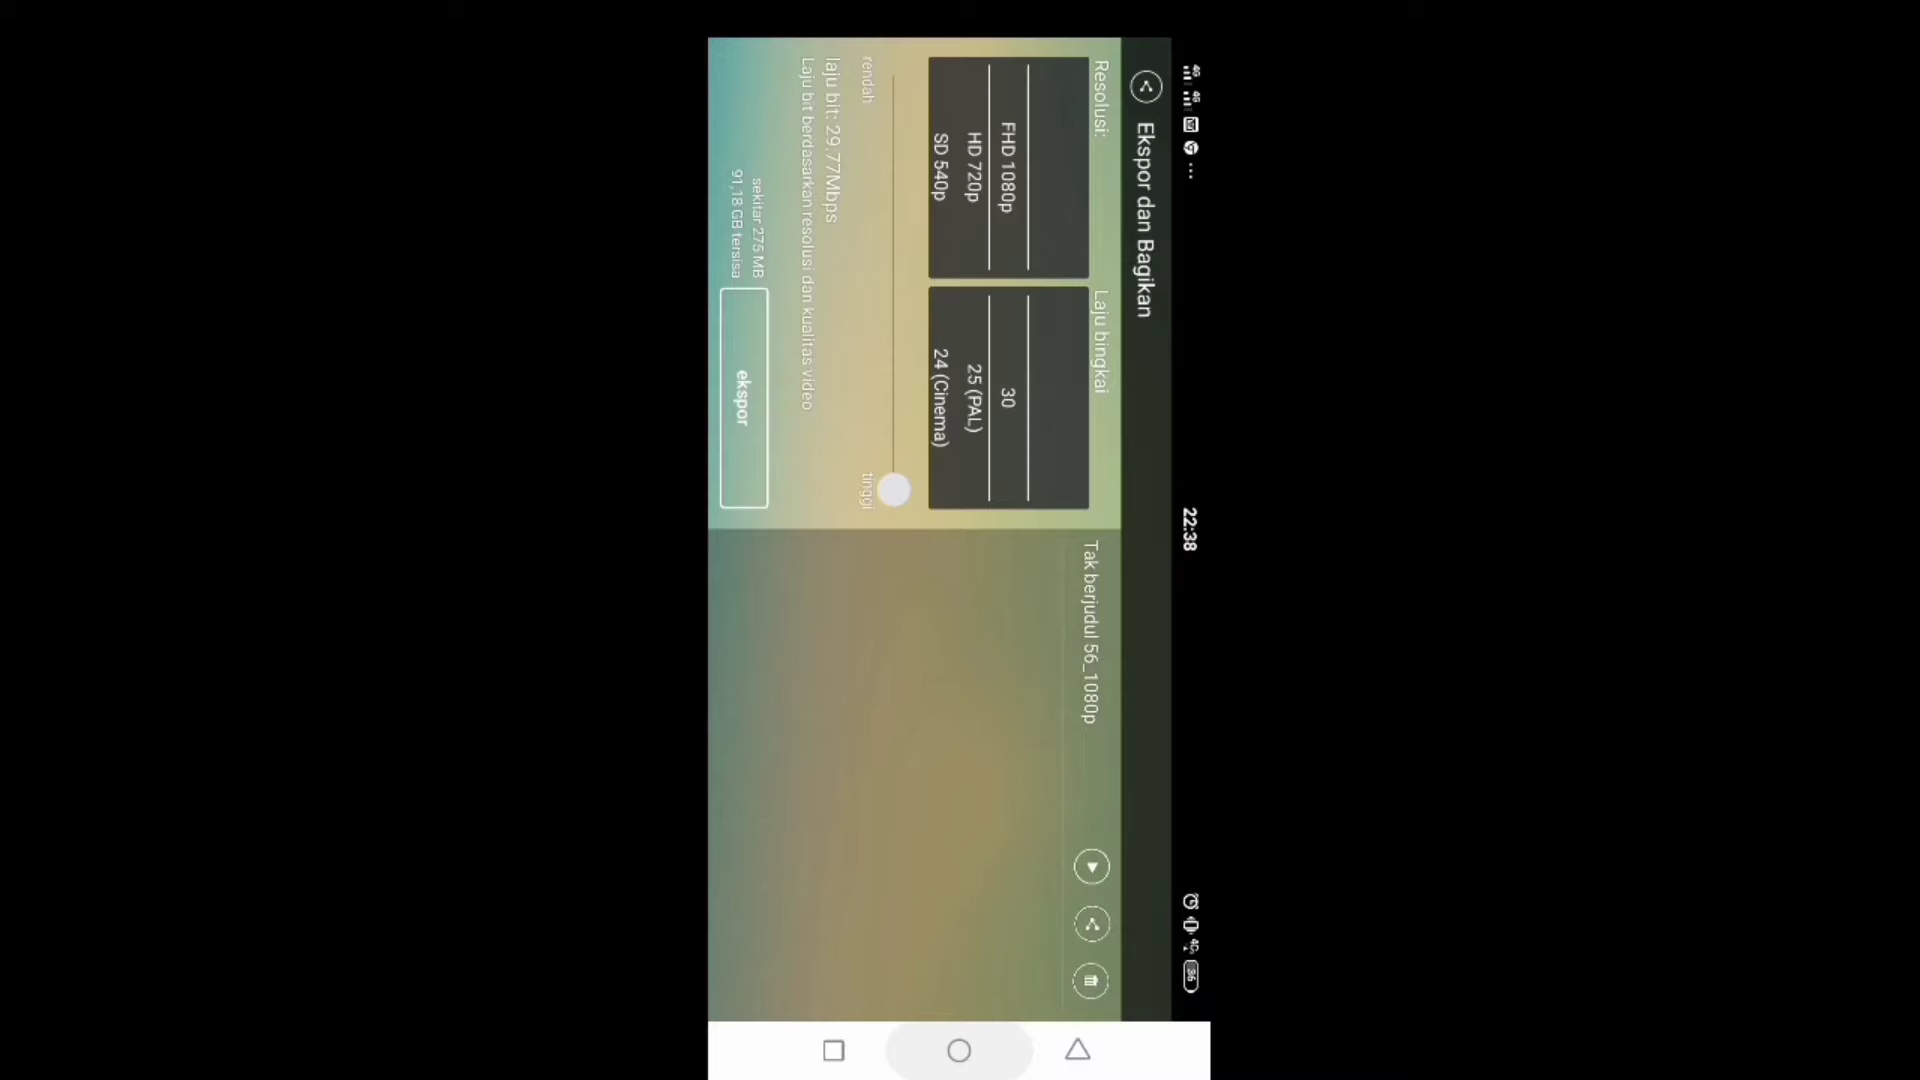 22:38
36
Ekspor dan Bagikan
Resolusi:
Laju bingkai
FHD 1080p
HD 720p
SD 540p
30
25 (PAL)
24 (Cinema)
rendah
tinggi
laju bit: 29.77Mbps
Laju bit berdasarkan resolusi dan kualitas video
sekitar 275 MB
91,18 GB tersisa
ekspor
Tak berjudul 56_1080p